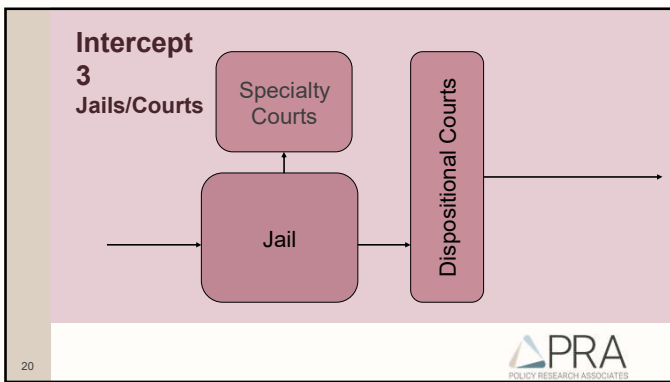 Intercept
3
Jails/Courts
Specialty
Courts
Jail
Dispositional Courts
20
PRA
POLICY RESEARCH ASSOCIATES